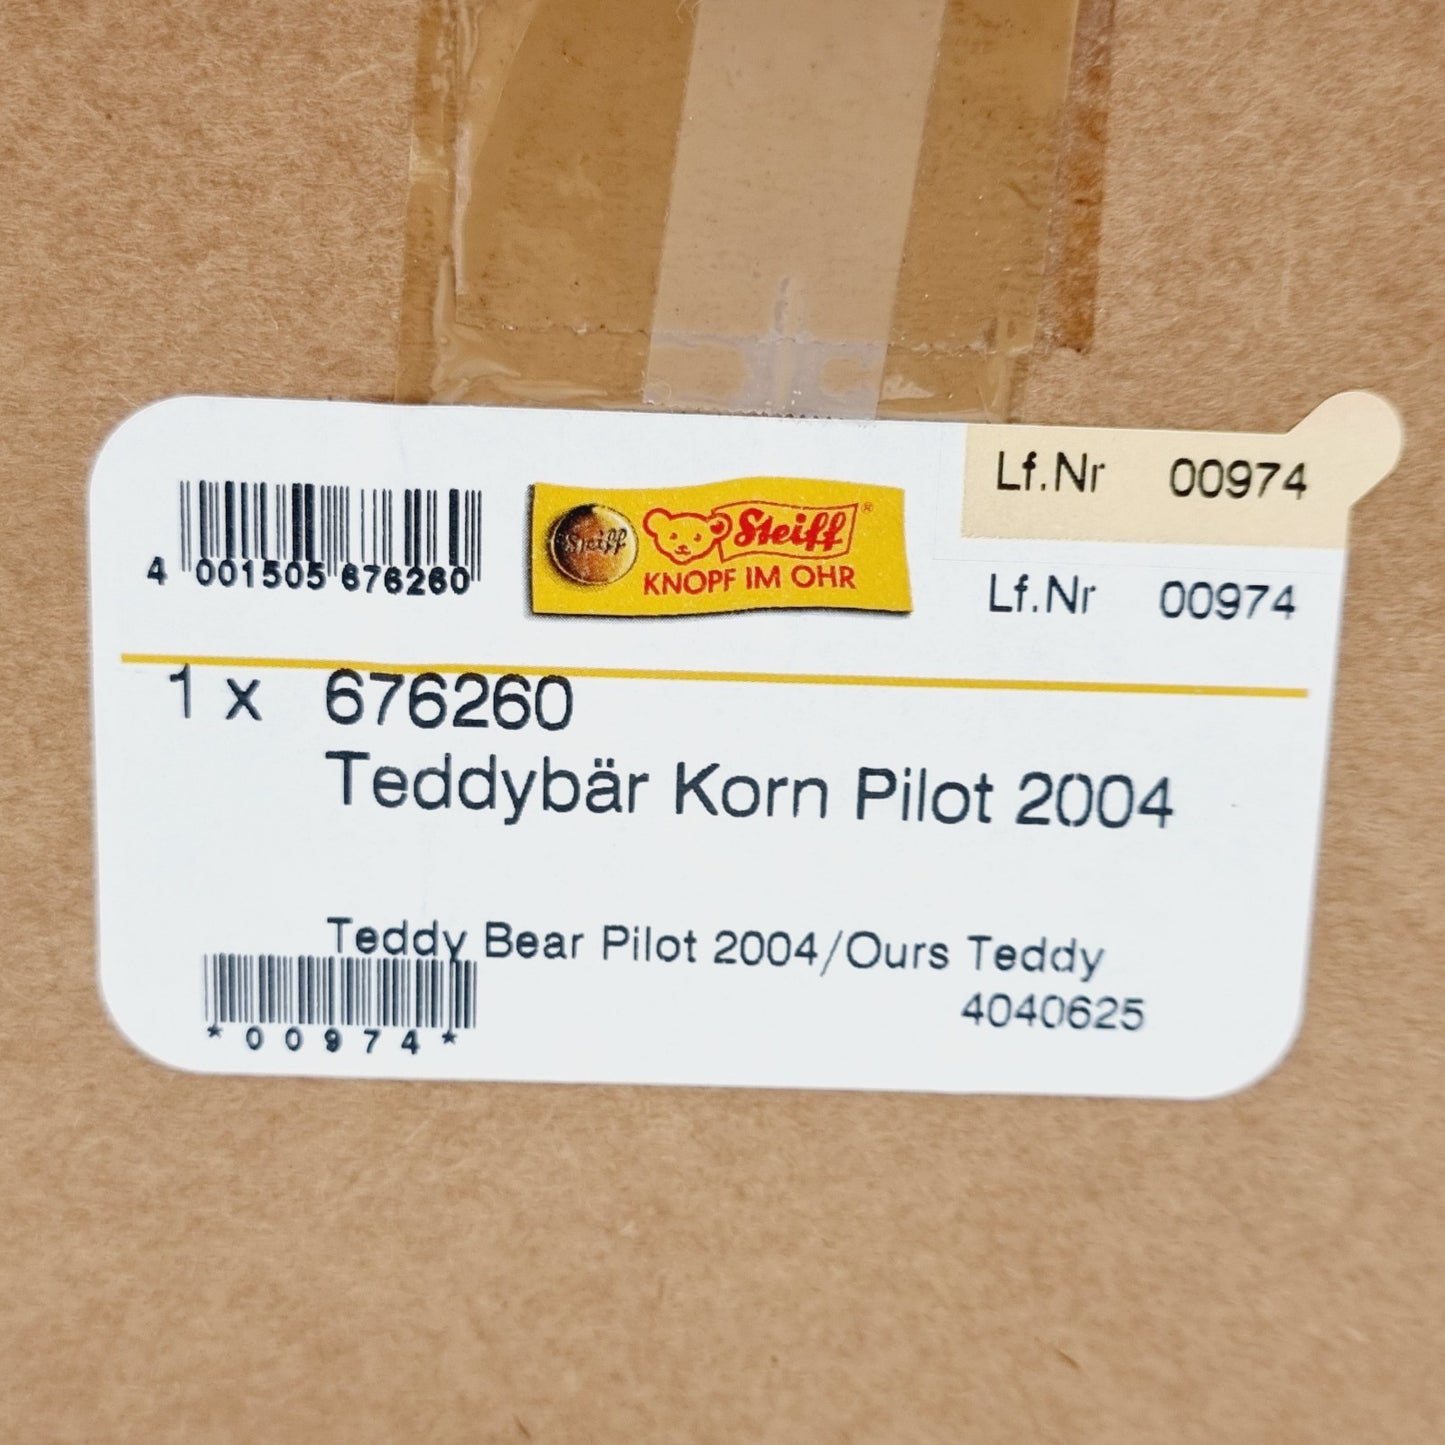 Lf.Nr 00974
4 001505 676260
Steiff
Steiff®
KNOPF IM OHR
Lf.Nr 00974
1 x 676260
Teddybär Korn Pilot 2004
Teddy Bear Pilot 2004/Ours Teddy
4040625
*00974*